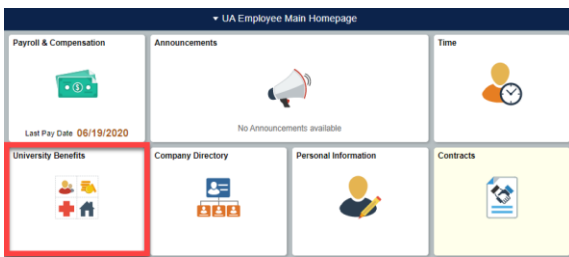 UA Employee Main Homepage
Payroll & Compensation
Last Pay Date 06/19/2020
Announcements
No Announcements available
Time
University Benefits
Company Directory
Personal Information
Contracts